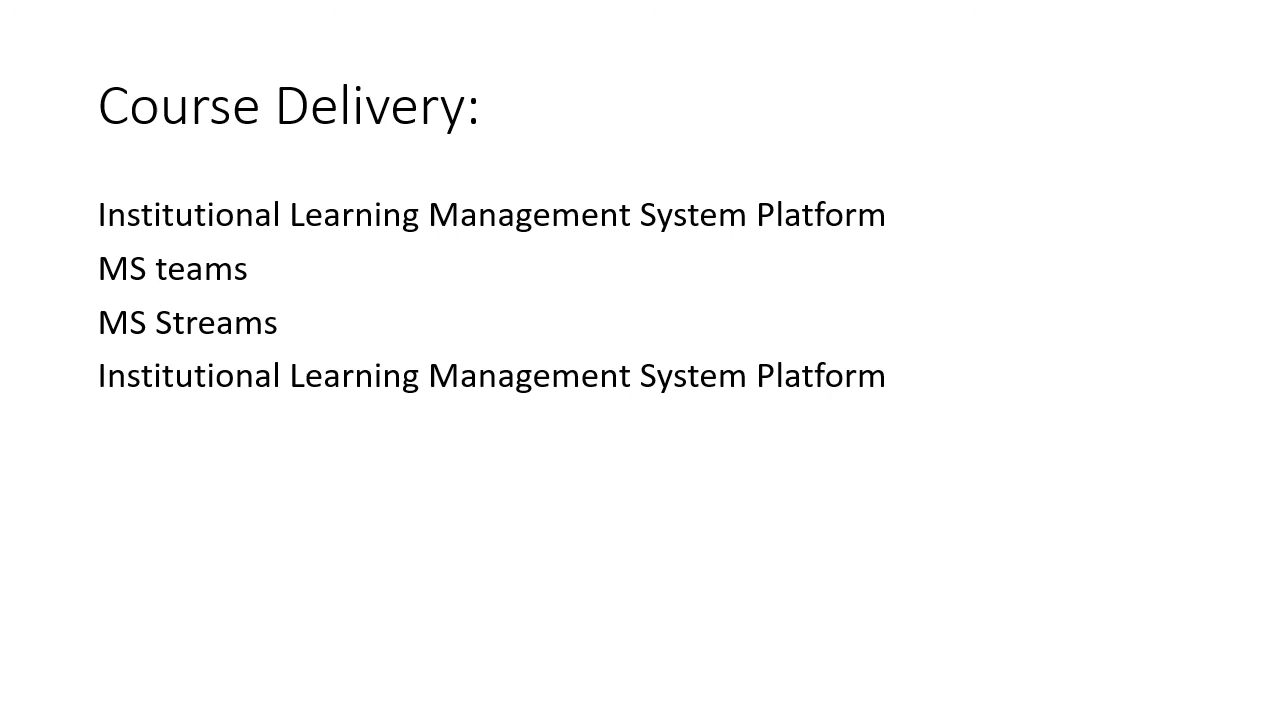 Course Delivery:
Institutional Learning Management System Platform
MS teams
MS Streams
Institutional Learning Management System Platform